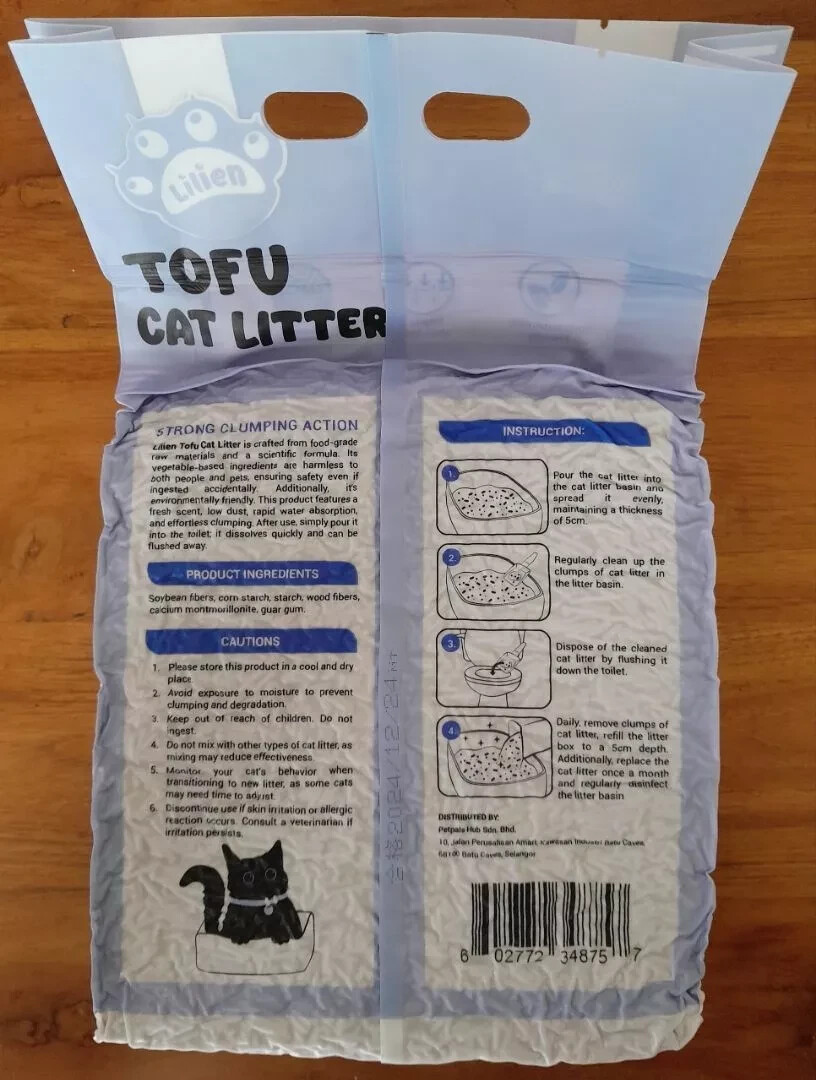 Lilien
TOFU
CAT LITTER
STRONG CLUMPING ACTION
Lilien Tofu Cat Litter is crafted from food-grade
raw materials and a scientific formula. Its
vegetable-based ingredients are harmless to
both people and pets, ensuring safety even if
ingested accidentally. Additionally, it's
environmentally friendly. This product features a
fresh scent, low dust, rapid water absorption,
and effortless clumping. After use, simply pour it
into the toilet; it dissolves quickly and can be
flushed away.
PRODUCT INGREDIENTS
Soybean fibers, corn starch, starch, wood fibers,
calcium montmorillonite, guar gum.
CAUTIONS
1. Please store this product in a cool and dry
place
2. Avoid exposure to moisture to prevent
clumping and degradation.
3. Keep out of reach of children. Do not
ingest.
4. Do not mix with other types of cat litter, as
mixing may reduce effectiveness
5. Monitor your cat's behavior when
transitioning to new litter, as some cats
may need time to adjust.
6. Discontinue use if skin irritation or allergic
reaction occurs. Consult a veterinarian if
irritation persists.
INSTRUCTION:
1.
Pour the cat litter into
the cat litter basin and
spread it evenly,
maintaining a thickness
of 5cm.
2.
Regularly clean up the
clumps of cat litter in
the litter basin.
3.
Dispose of the cleaned
cat litter by flushing it
down the toilet.
4.
Daily, remove clumps of
cat litter, refill the litter
box to a 5cm depth.
Additionally, replace the
cat litter once a month
and regularly disinfect
the litter basin
DISTRIBUTED BY:
Petpals Hub Sdn. Bhd.
10, Jalan Perusahaan Amari, Kawasan Industri Batu Caves,
68100 Batu Caves, Selangor
6 02772 34875 7